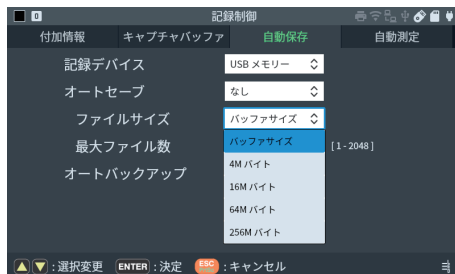 0 記録制御
付加情報 キャプチャバッファ 自動保存 自動測定
記録デバイス USB メモリー
オートセーブ なし
ファイルサイズ バッファサイズ
バッファサイズ
最大ファイル数 [ 1 - 2048 ]
4M バイト
オートバックアップ
16M バイト
64M バイト
256M バイト
:選択変更 ENTER :決定 ESC :キャンセル